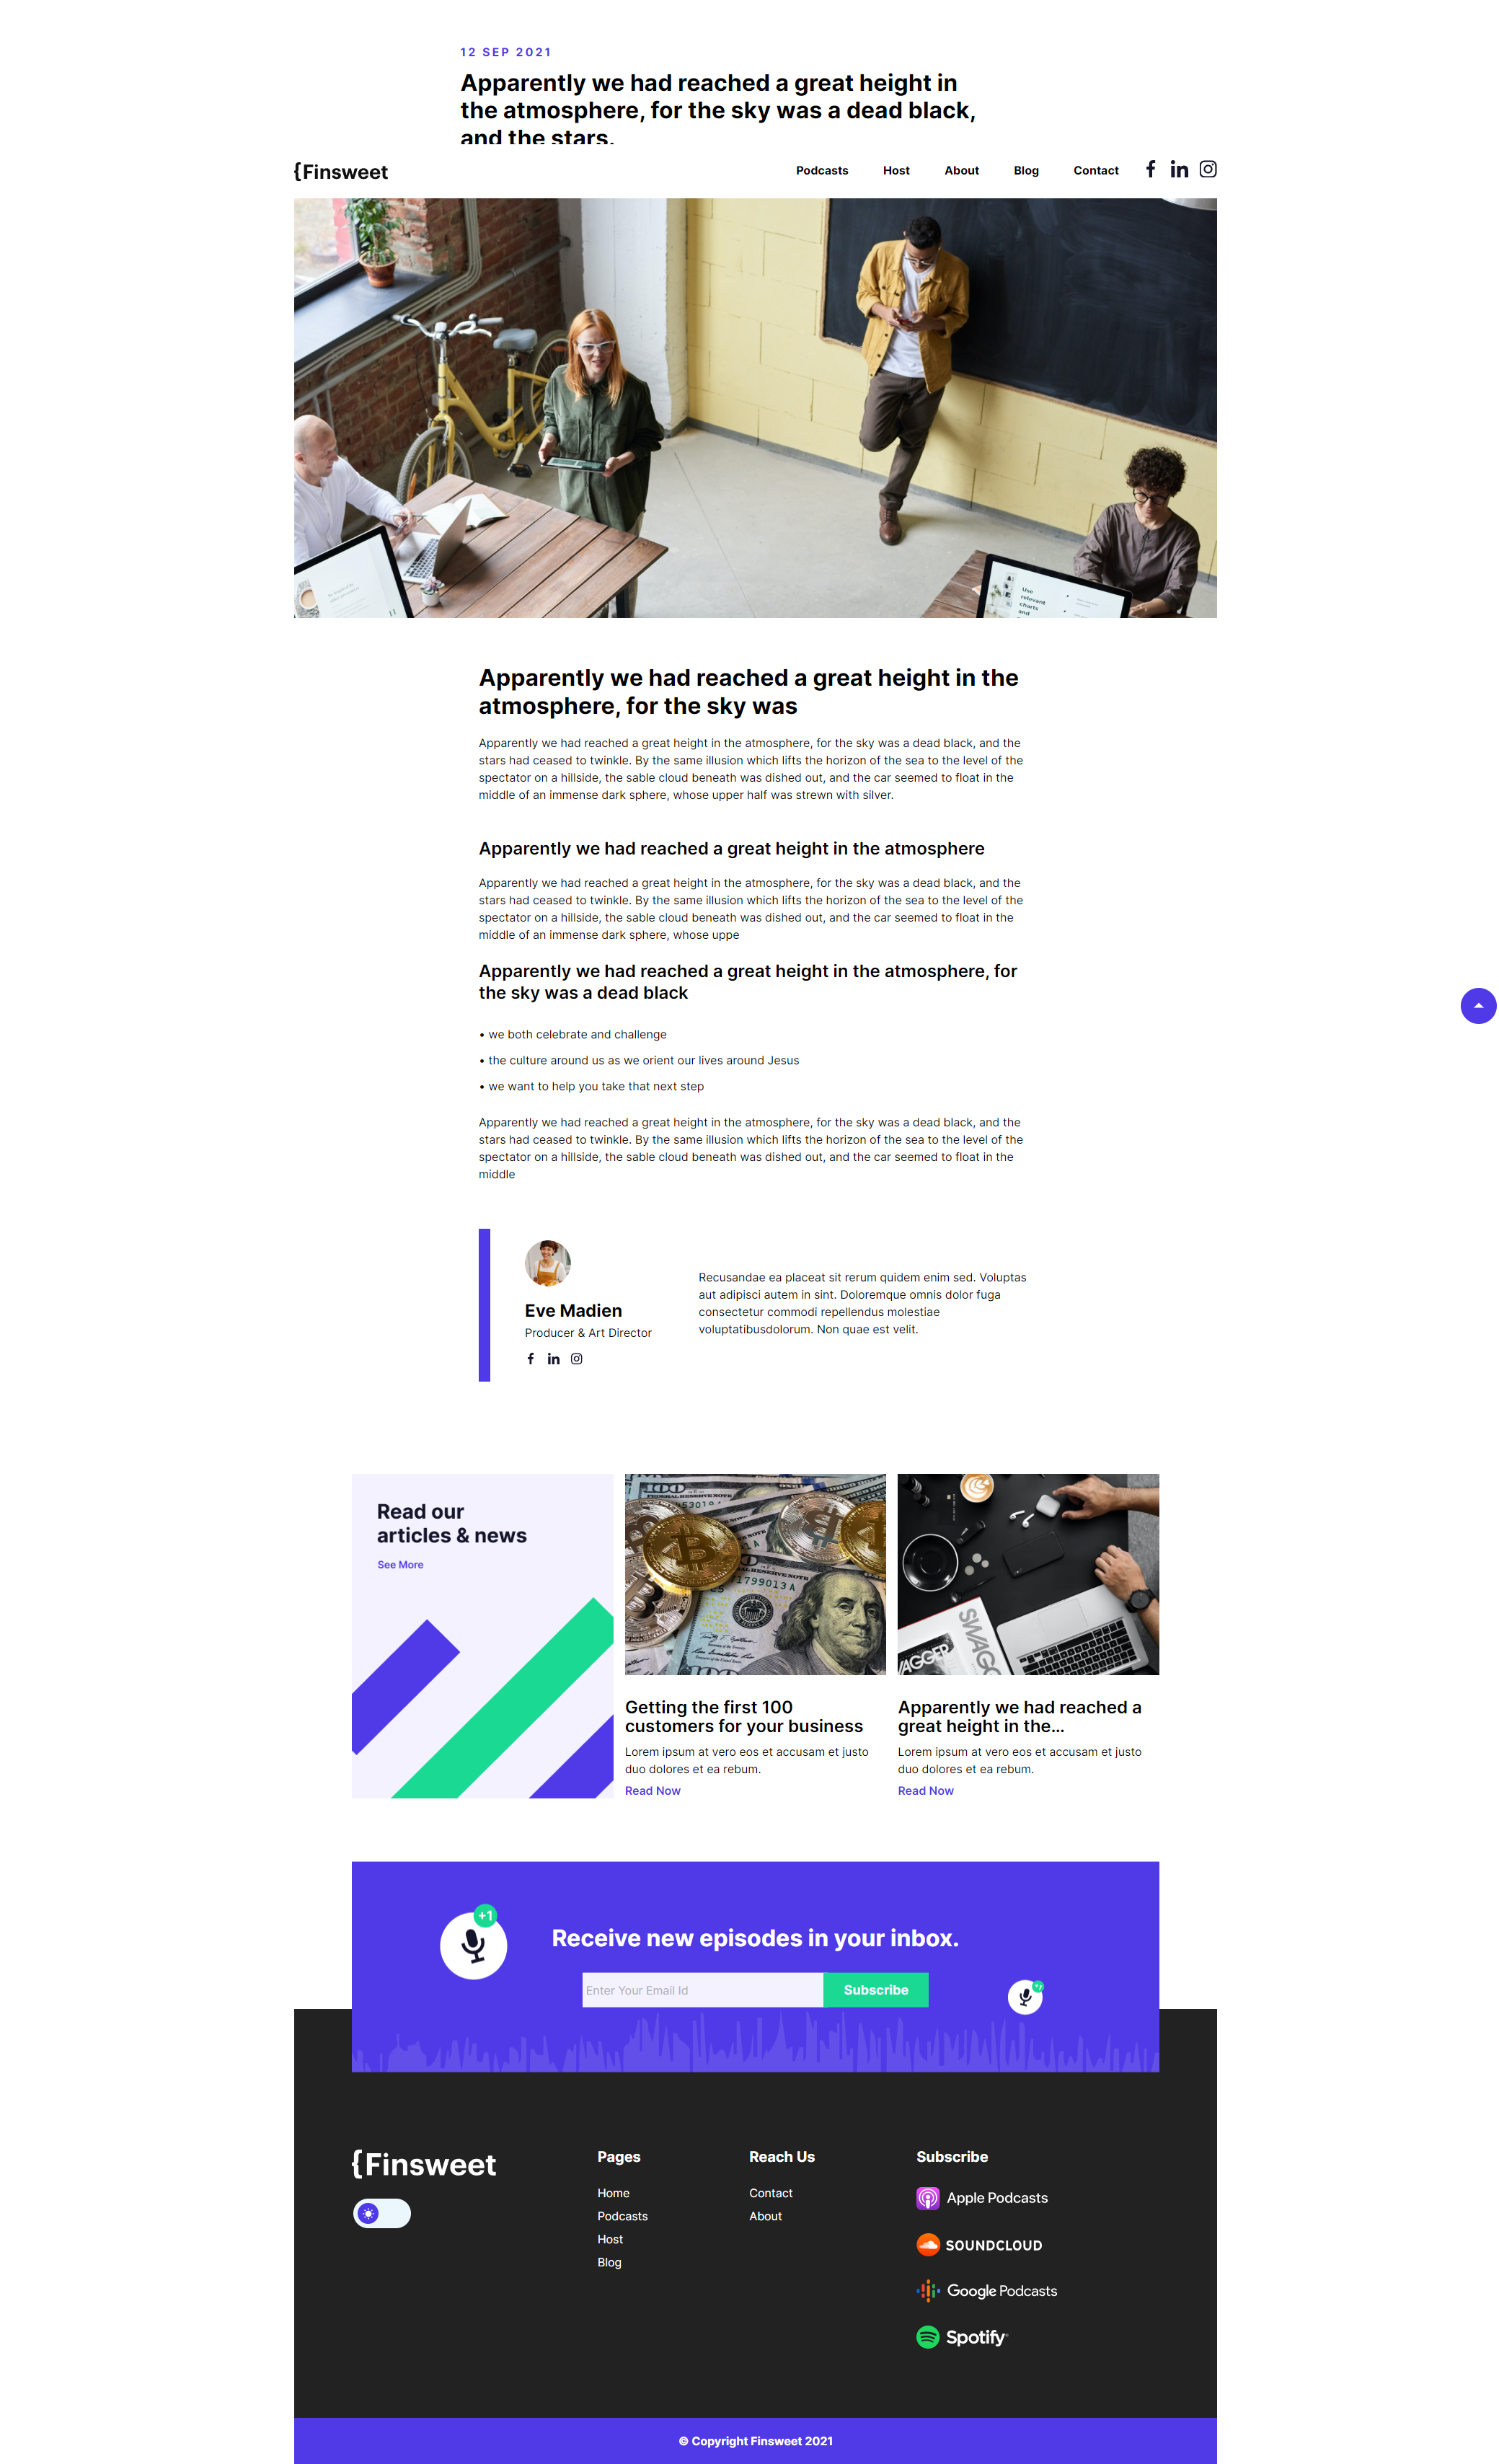 12 SEP 2021
Apparently we had reached a great height in
the atmosphere, for the sky was a dead black,
and the stars.
{Finsweet
Podcasts
Host
About
Blog
Contact
Use
relevant
charts
and
Apparently we had reached a great height in the
atmosphere, for the sky was
Apparently we had reached a great height in the atmosphere, for the sky was a dead black, and the
stars had ceased to twinkle. By the same illusion which lifts the horizon of the sea to the level of the
spectator on a hillside, the sable cloud beneath was dished out, and the car seemed to float in the
middle of an immense dark sphere, whose upper half was strewn with silver.
Apparently we had reached a great height in the atmosphere
Apparently we had reached a great height in the atmosphere, for the sky was a dead black, and the
stars had ceased to twinkle. By the same illusion which lifts the horizon of the sea to the level of the
spectator on a hillside, the sable cloud beneath was dished out, and the car seemed to float in the
middle of an immense dark sphere, whose uppe
Apparently we had reached a great height in the atmosphere, for
the sky was a dead black
• we both celebrate and challenge
• the culture around us as we orient our lives around Jesus
• we want to help you take that next step
Apparently we had reached a great height in the atmosphere, for the sky was a dead black, and the
stars had ceased to twinkle. By the same illusion which lifts the horizon of the sea to the level of the
spectator on a hillside, the sable cloud beneath was dished out, and the car seemed to float in the
middle
Eve Madien
Producer & Art Director
Recusandae ea placeat sit rerum quidem enim sed. Voluptas
aut adipisci autem in sint. Doloremque omnis dolor fuga
consectetur commodi repellendus molestiae
voluptatibusdolorum. Non quae est velit.
Read our
articles & news
See More
100
FEDERAL RESERVE NOTE
1799013 A
100
SWAGG
AGGER
Getting the first 100
customers for your business
Lorem ipsum at vero eos et accusam et justo
duo dolores et ea rebum.
Read Now
Apparently we had reached a
great height in the...
Lorem ipsum at vero eos et accusam et justo
duo dolores et ea rebum.
Read Now
+1
Receive new episodes in your inbox.
Enter Your Email Id
Subscribe
{Finsweet
Pages
Home
Podcasts
Host
Blog
Reach Us
Contact
About
Subscribe
Apple Podcasts
SOUNDCLOUD
Google Podcasts
Spotify
© Copyright Finsweet 2021